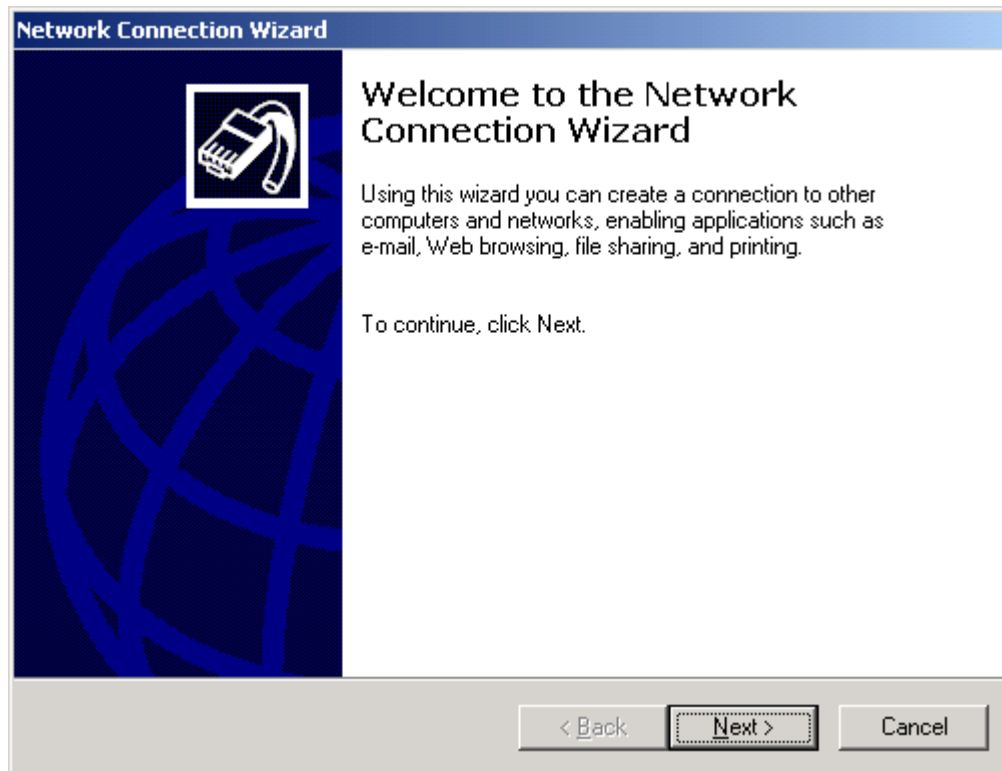 Network Connection Wizard
Welcome to the Network
Connection Wizard
Using this wizard you can create a connection to other
computers and networks, enabling applications such as
e-mail, Web browsing, file sharing, and printing.
To continue, click Next.
< Back
Next >
Cancel